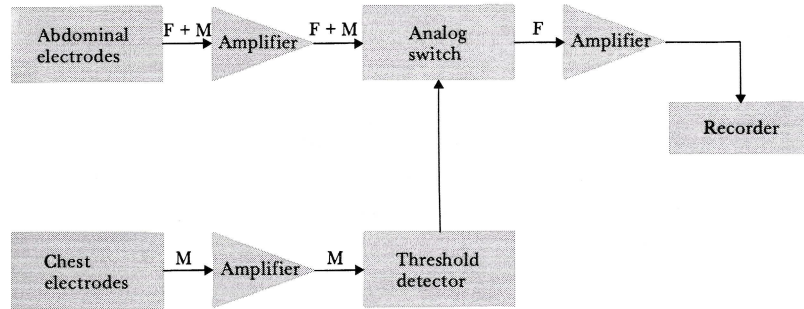 Abdominal
electrodes
F + M
Amplifier
F + M
Analog
switch
F
Amplifier
Recorder
Chest
electrodes
M
Amplifier
M
Threshold
detector